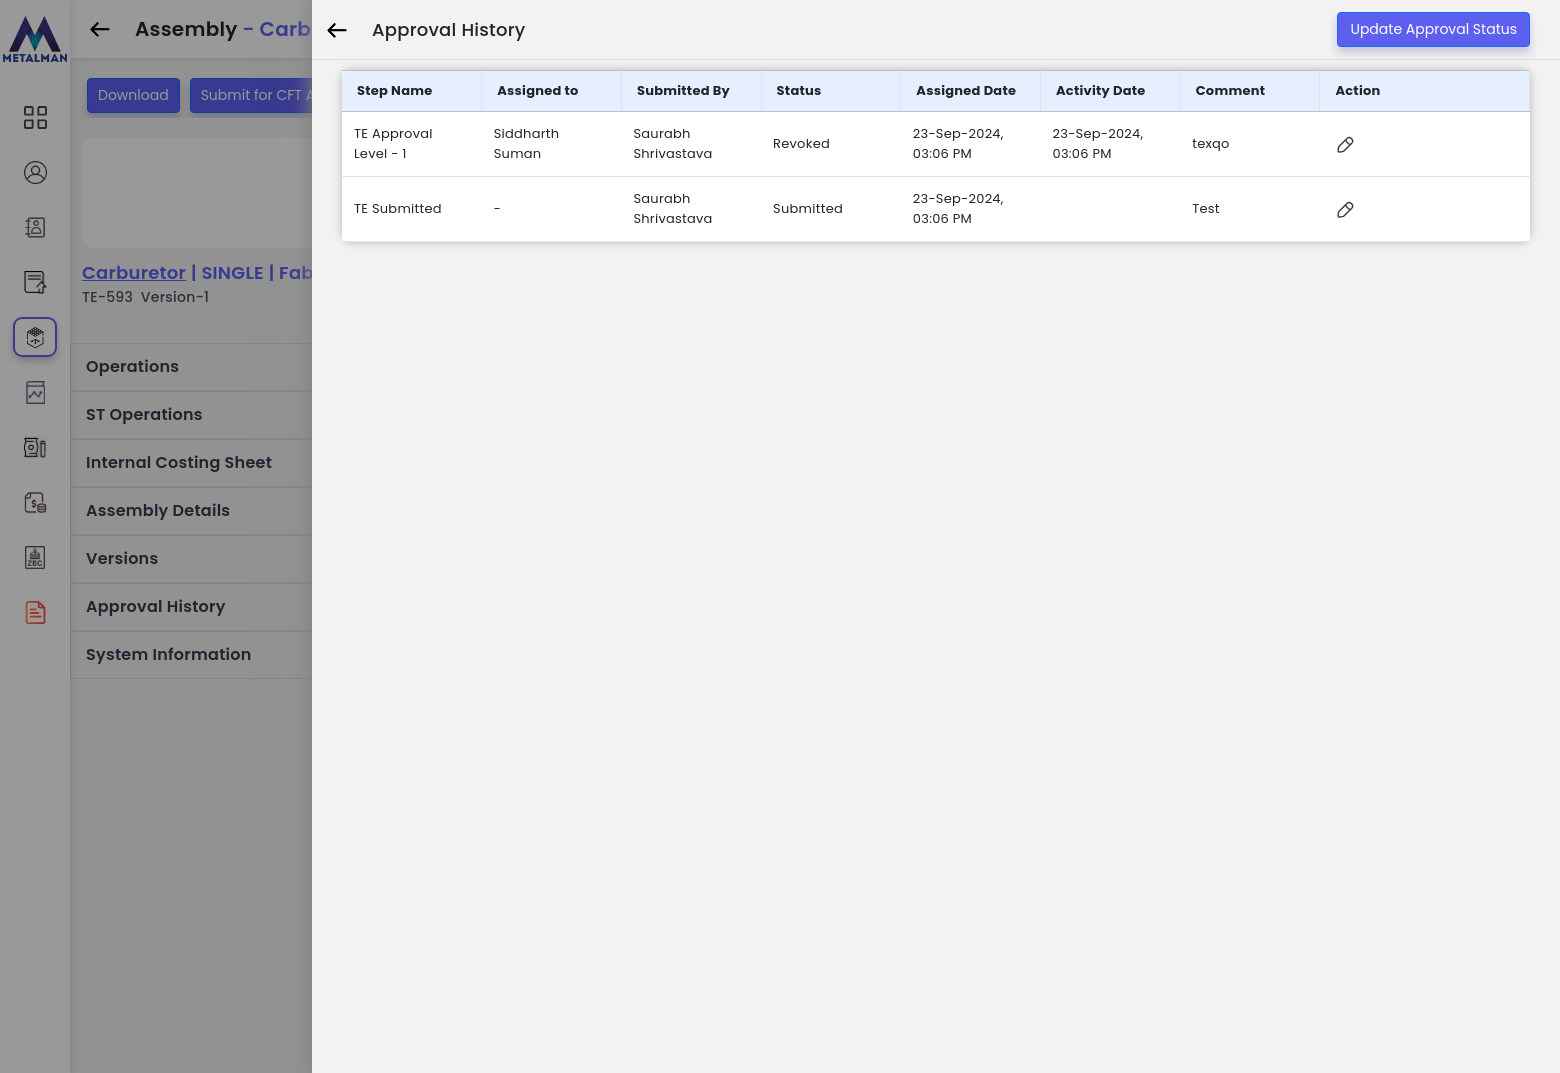 METALMAN
Assembly - Carb
Download
Submit for CFT A
Carburetor | SINGLE | Fab
TE-593 Version-1
Operations
ST Operations
Internal Costing Sheet
Assembly Details
Versions
Approval History
System Information
ZBC
Approval History
Update Approval Status
Step Name Assigned to Submitted By Status Assigned Date Activity Date Comment Action
TE Approval Siddharth Saurabh 23-Sep-2024, 23-Sep-2024,
Level - 1 Suman Shrivastava Revoked 03:06 PM 03:06 PM texqo
TE Submitted - Saurabh Submitted 23-Sep-2024, Test
Shrivastava 03:06 PM